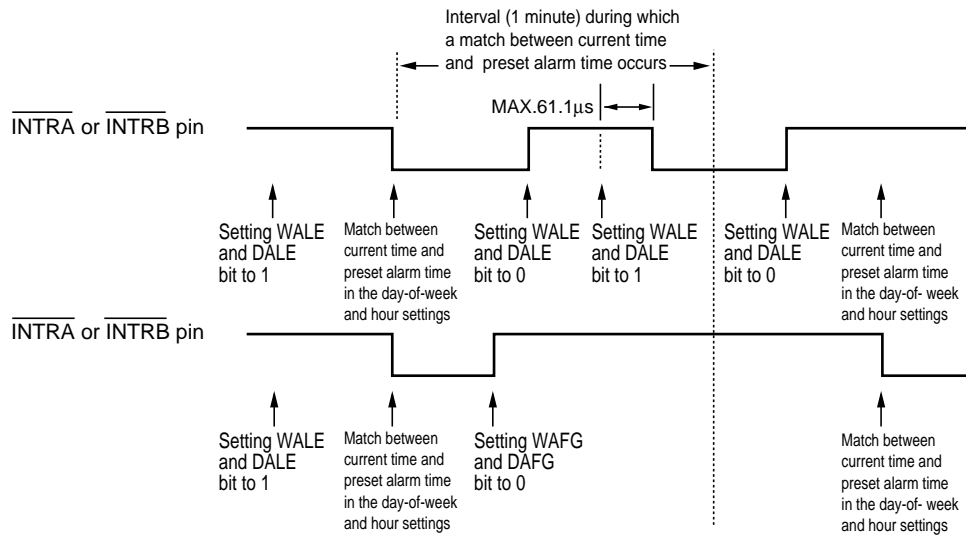 Interval (1 minute) during which
a match between current time
and preset alarm time occurs
MAX.61.1μs
INTRA or INTRB pin
Setting WALE
and DALE
bit to 1
Match between
current time and
preset alarm time
in the day-of-week
and hour settings
Setting WALE
and DALE
bit to 0
Setting WALE
and DALE
bit to 1
Setting WALE
and DALE
bit to 0
Match between
current time and
preset alarm time
in the day-of- week
and hour settings
INTRA or INTRB pin
Setting WALE
and DALE
bit to 1
Match between
current time and
preset alarm time
in the day-of-week
and hour settings
Setting WAFG
and DAFG
bit to 0
Match between
current time and
preset alarm time
in the day-of- week
and hour settings